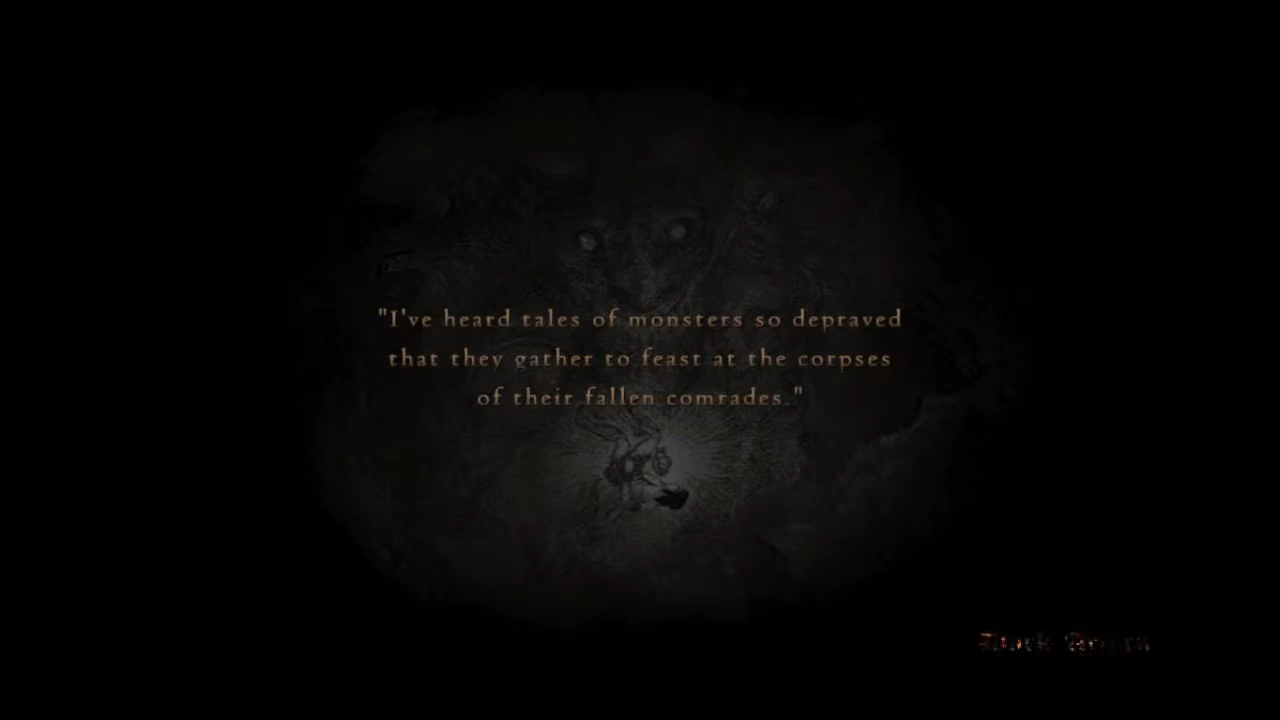 "I've heard tales of monsters so depraved
that they gather to feast at the corpses
of their fallen comrades."